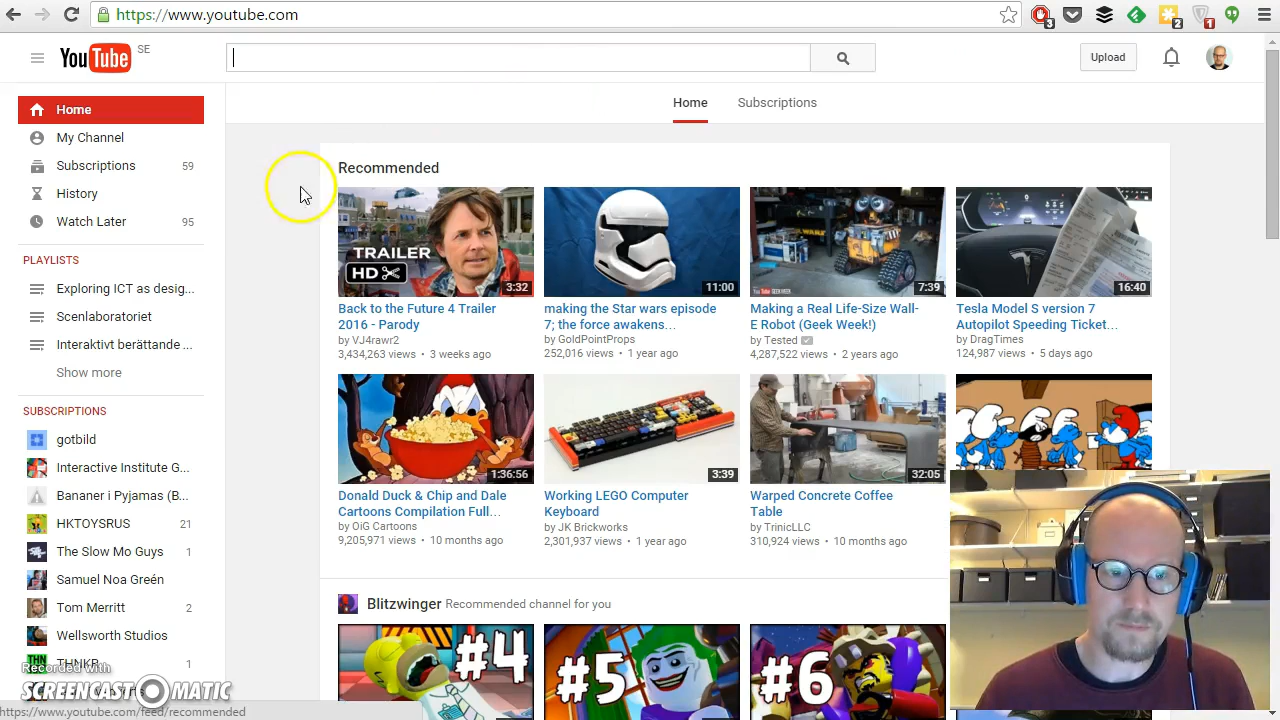 https://www.youtube.com
3
2
1
YouTube SE
Upload
Home
My Channel
Subscriptions 59
History
Watch Later 95
PLAYLISTS
Exploring ICT as desig...
Scenlaboratoriet
Interaktivt berättande ...
Show more
SUBSCRIPTIONS
gotbild
Interactive Institute G...
Bananer i Pyjamas (B...
HKTOYSRUS 21
The Slow Mo Guys 1
Samuel Noa Greén
Tom Merritt 2
Wellsworth Studios
THNKR 1
Recorded with
SCREENCAST-O-MATIC
https://www.youtube.com/feed/recommended
Home Subscriptions
Recommended
TRAILER
HD
3:32
11:00
7:39
16:40
Back to the Future 4 Trailer
2016 - Parody
by VJ4rawr2
3,434,263 views • 3 weeks ago
making the Star wars episode
7; the force awakens...
by GoldPointProps
252,016 views • 1 year ago
Making a Real Life-Size Wall-
E Robot (Geek Week!)
by Tested
4,287,522 views • 2 years ago
Tesla Model S version 7
Autopilot Speeding Ticket...
by DragTimes
124,987 views • 5 days ago
1:36:56
3:39
32:05
Donald Duck & Chip and Dale
Cartoons Compilation Full...
by OiG Cartoons
9,205,971 views • 10 months ago
Working LEGO Computer
Keyboard
by JK Brickworks
2,301,937 views • 1 year ago
Warped Concrete Coffee
Table
by TrinicLLC
310,924 views • 10 months ago
Blitzwinger Recommended channel for you
#4
#5
#6